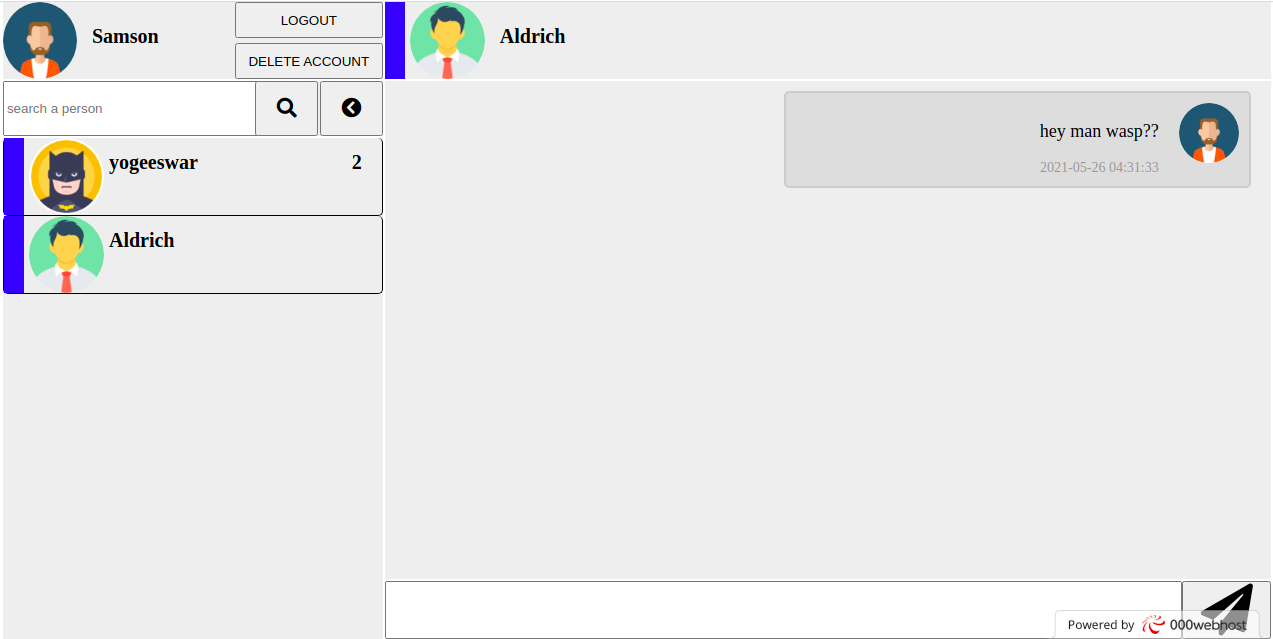 Samson
LOGOUT
DELETE ACCOUNT
search a person
yogeeswar 2
Aldrich
Aldrich
hey man wasp??
2021-05-26 04:31:33
Powered by 000webhost